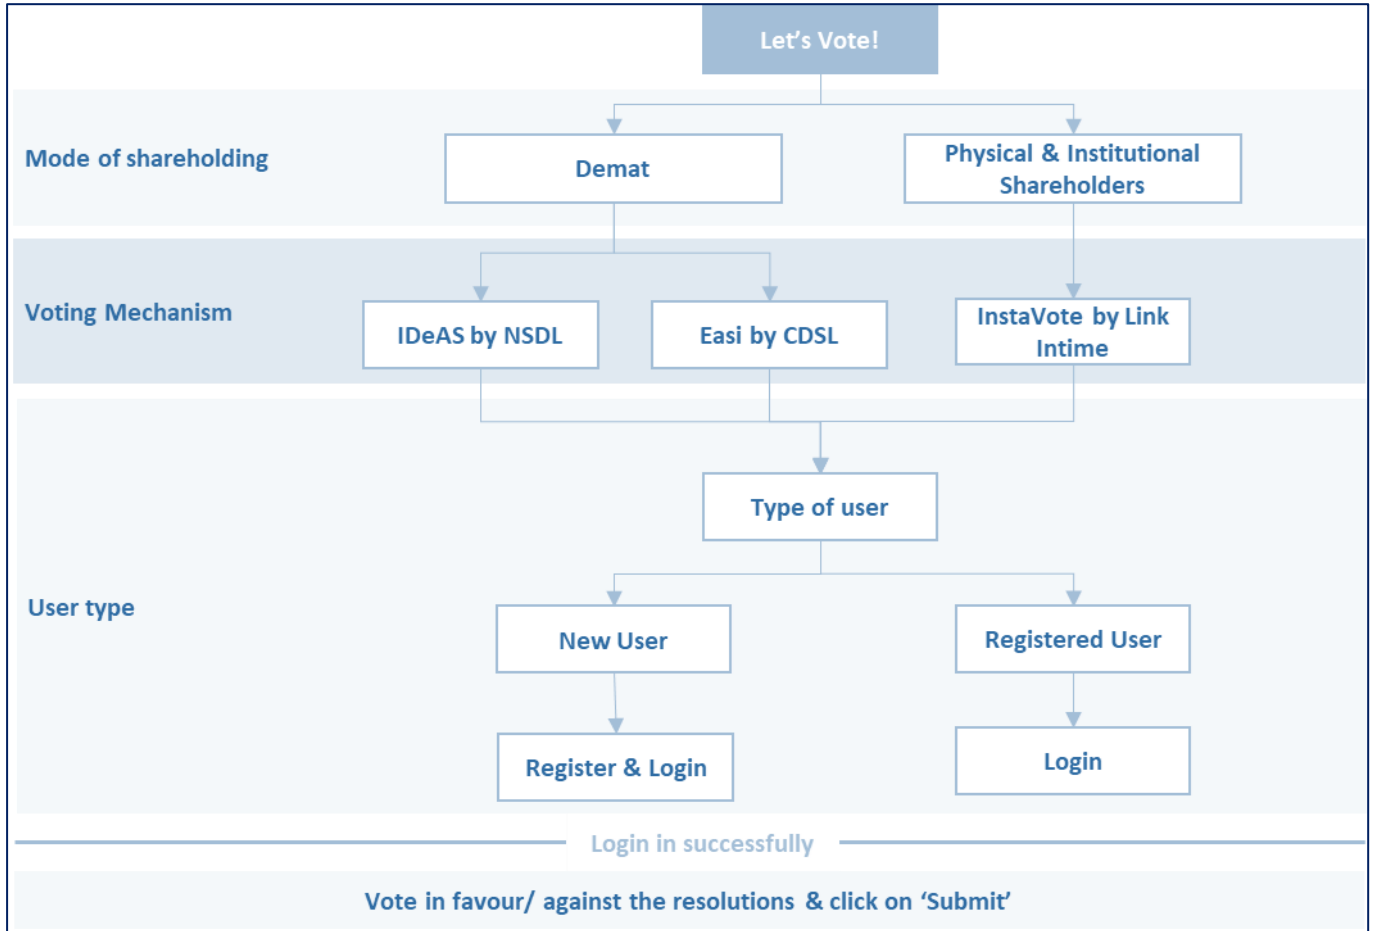 Let’s Vote!
Mode of shareholding
Demat
Physical & Institutional
Shareholders
Voting Mechanism
IDeAS by NSDL
Easi by CDSL
InstaVote by Link
Intime
Type of user
User type
New User
Registered User
Register & Login
Login
Login in successfully
Vote in favour/ against the resolutions & click on ‘Submit’